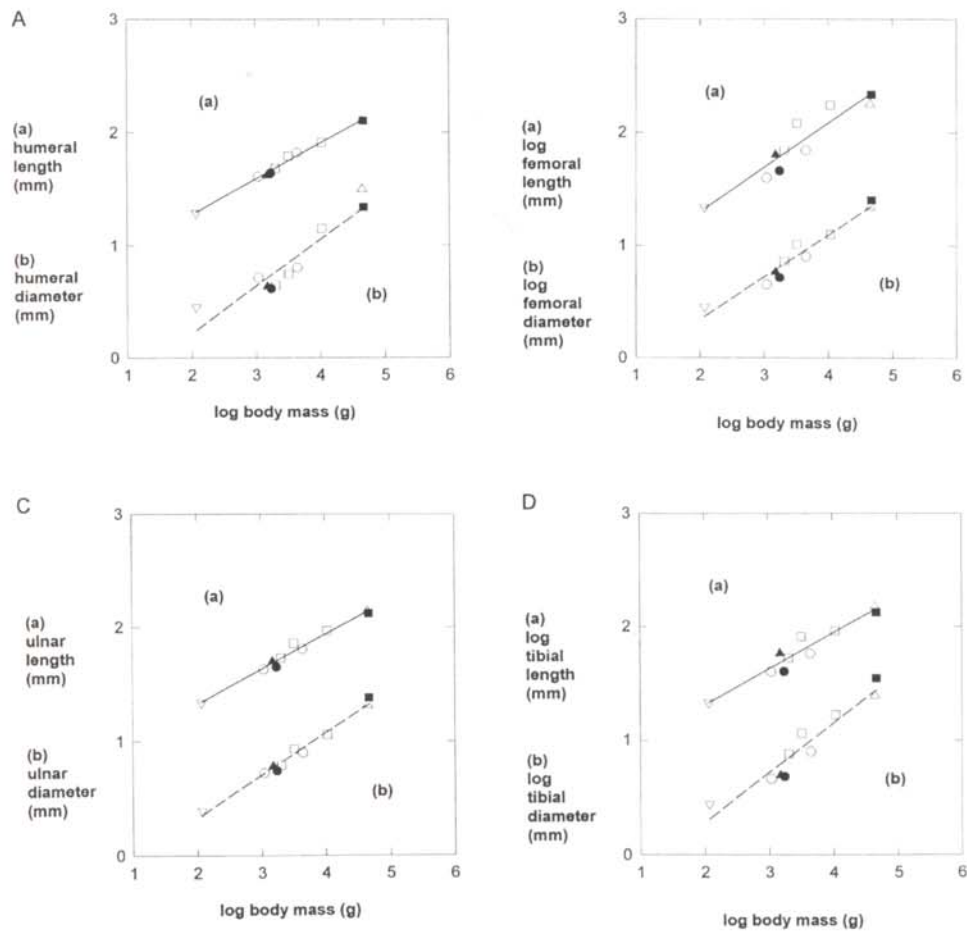 A
3
2
1
0
(a)
humeral
length
(mm)
(b)
humeral
diameter
(mm)
(a)
(b)
1 2 3 4 5 6
log body mass (g)
3
2
1
0
(a)
log
femoral
length
(mm)
(b)
log
femoral
diameter
(mm)
(a)
(b)
1 2 3 4 5 6
log body mass (g)
C
3
2
1
0
(a)
ulnar
length
(mm)
(b)
ulnar
diameter
(mm)
(a)
(b)
1 2 3 4 5 6
log body mass (g)
D
3
2
1
0
(a)
log
tibial
length
(mm)
(b)
log
tibial
diameter
(mm)
(a)
(b)
1 2 3 4 5 6
log body mass (g)